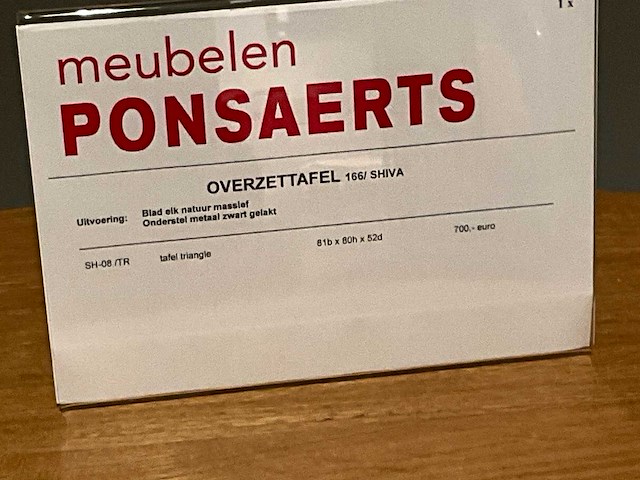 1 x
meubelen
PONSAERTS
OVERZETTAFEL 166/ SHIVA
Uitvoering: Blad eik natuur massief
Onderstel metaal zwart gelakt
SH-08 /TR tafel triangle 81b x 80h x 52d 700,- euro